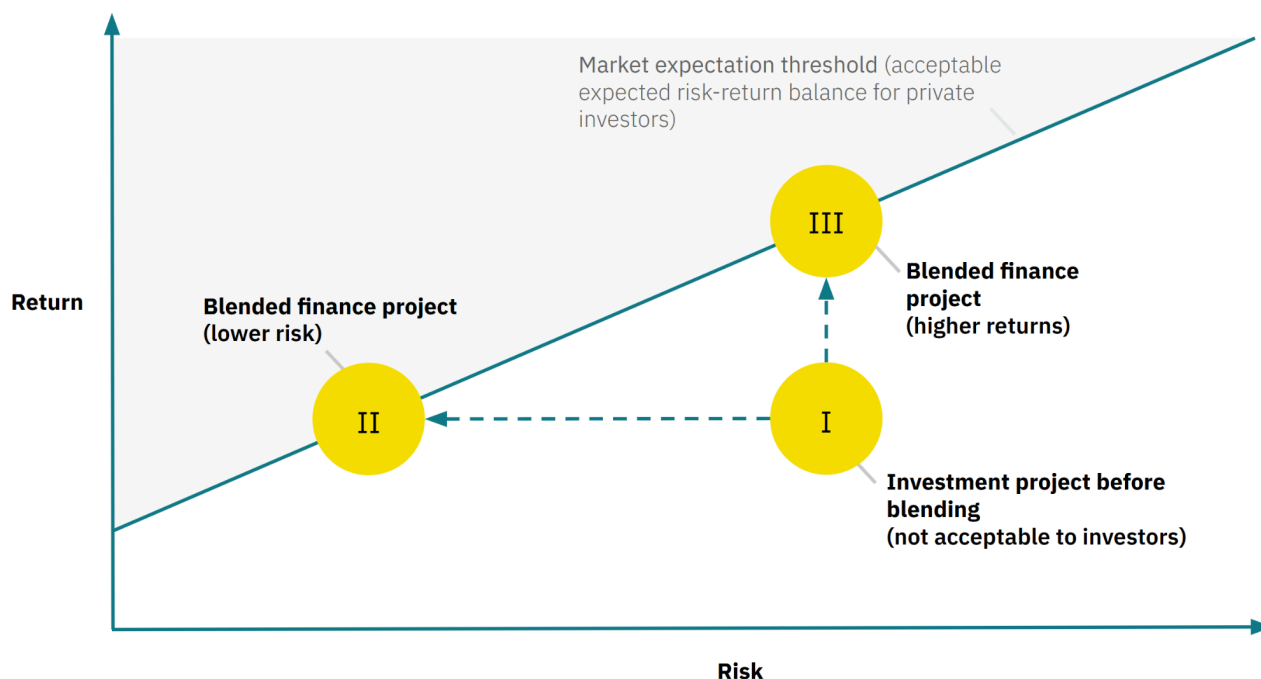 Market expectation threshold (acceptable
expected risk-return balance for private
investors)
III
Blended finance
project
(higher returns)
Return
Blended finance project
(lower risk)
II
I
Investment project before
blending
(not acceptable to investors)
Risk